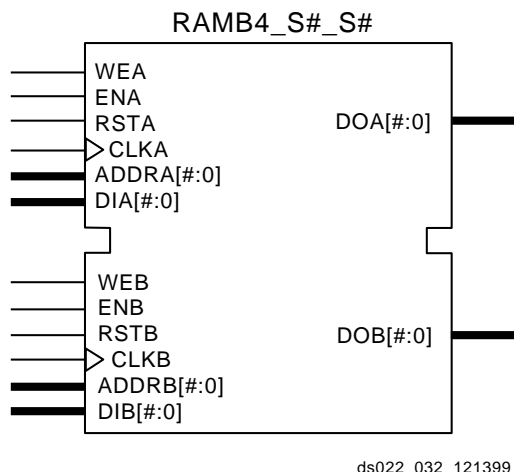 RAMB4_S#_S#
WEA
ENA
RSTA
CLKA
ADDRA[#:0]
DIA[#:0]
DOA[#:0]
WEB
ENB
RSTB
CLKB
ADDRB[#:0]
DIB[#:0]
DOB[#:0]
ds022_032_121399